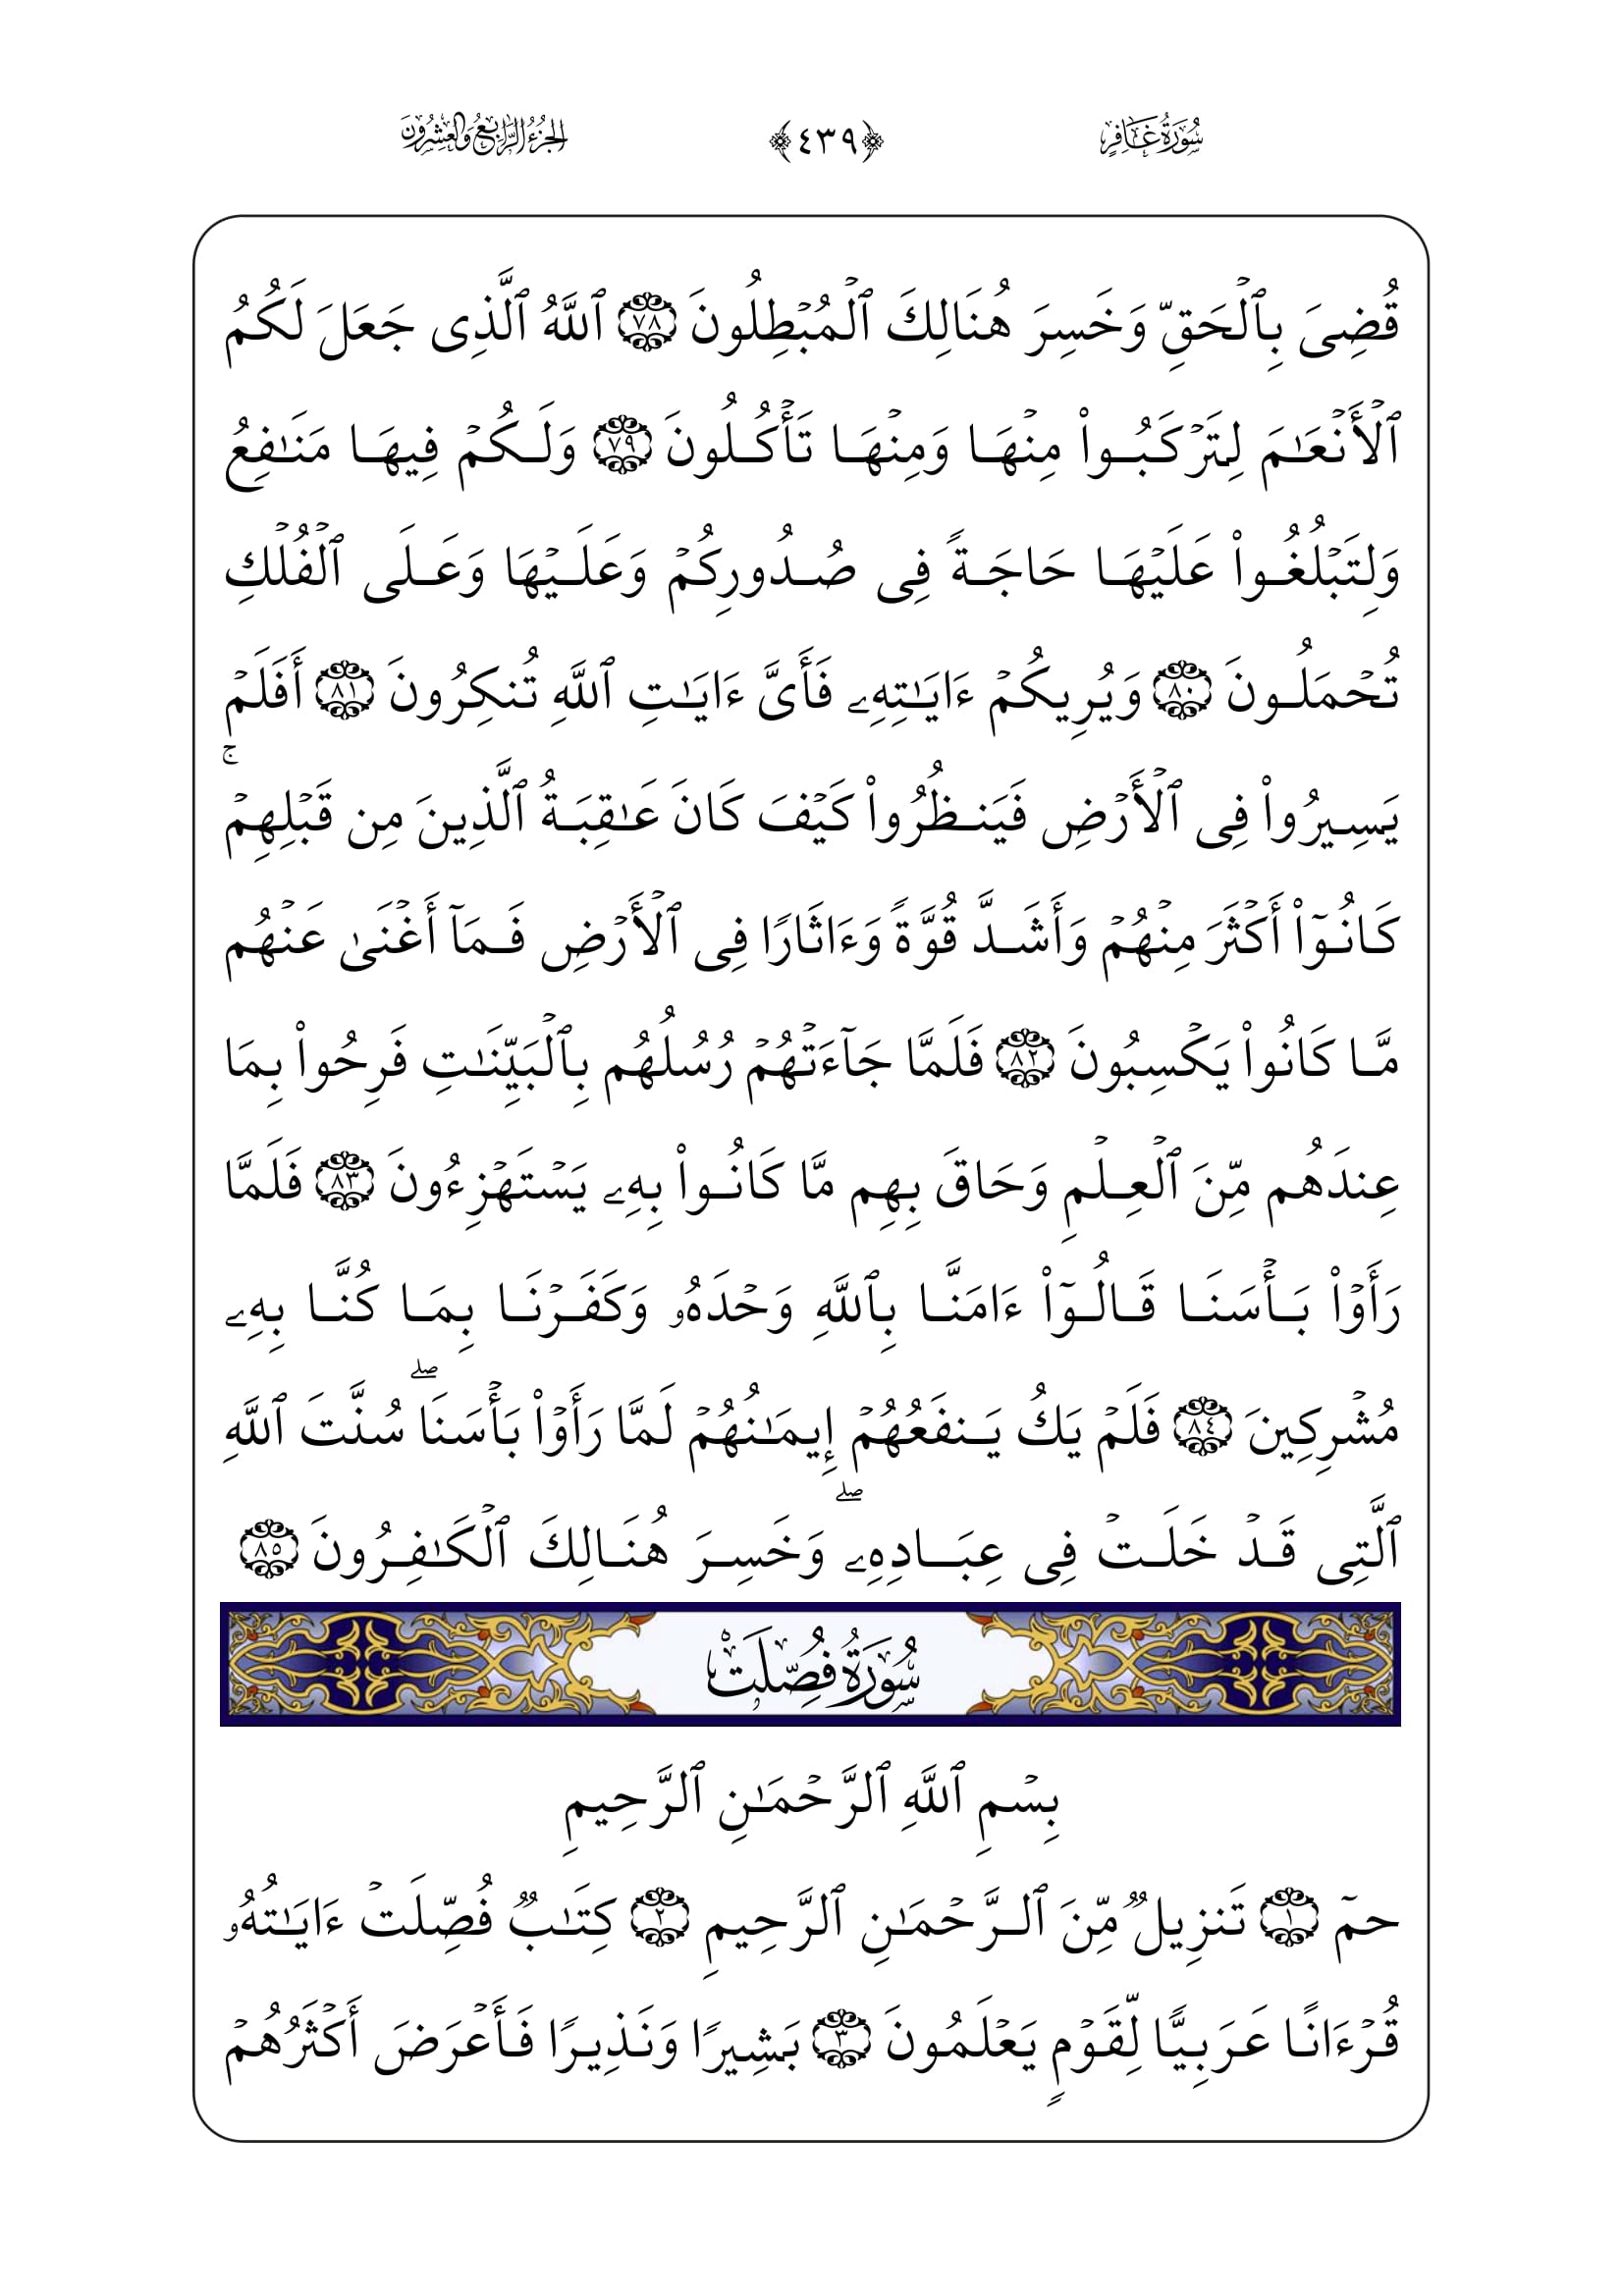 سُورَةُ غَافِرٍ ﴿٤٣٩﴾ الجُزْءُ الرَّابِعُ وَالعِشْرُونَ
قُضِىَ بِٱلْحَقِّ وَخَسِرَ هُنَالِكَ ٱلْمُبْطِلُونَ ٧٨ ٱللَّهُ ٱلَّذِى جَعَلَ لَكُمُ
ٱلْأَنْعَـٰمَ لِتَرْكَبُوا۟ مِنْهَا وَمِنْهَا تَأْكُلُونَ ٧٩ وَلَكُمْ فِيهَا مَنَـٰفِعُ
وَلِتَبْلُغُوا۟ عَلَيْهَا حَاجَةً فِى صُدُورِكُمْ وَعَلَيْهَا وَعَلَى ٱلْفُلْكِ
تُحْمَلُونَ ٨٠ وَيُرِيكُمْ ءَايَـٰتِهِۦ فَأَىَّ ءَايَـٰتِ ٱللَّهِ تُنكِرُونَ ٨١ أَفَلَمْ
يَسِيرُوا۟ فِى ٱلْأَرْضِ فَيَنظُرُوا۟ كَيْفَ كَانَ عَـٰقِبَةُ ٱلَّذِينَ مِن قَبْلِهِمْ ۚ
كَانُوٓا۟ أَكْثَرَ مِنْهُمْ وَأَشَدَّ قُوَّةً وَءَاثَارًا فِى ٱلْأَرْضِ فَمَآ أَغْنَىٰ عَنْهُم
مَّا كَانُوا۟ يَكْسِبُونَ ٨٢ فَلَمَّا جَآءَتْهُمْ رُسُلُهُم بِٱلْبَيِّنَـٰتِ فَرِحُوا۟ بِمَا
عِندَهُم مِّنَ ٱلْعِلْمِ وَحَاقَ بِهِم مَّا كَانُوا۟ بِهِۦ يَسْتَهْزِءُونَ ٨٣ فَلَمَّا
رَأَوْا۟ بَأْسَنَا قَالُوٓا۟ ءَامَنَّا بِٱللَّهِ وَحْدَهُۥ وَكَفَرْنَا بِمَا كُنَّا بِهِۦ
مُشْرِكِينَ ٨٤ فَلَمْ يَكُ يَنفَعُهُمْ إِيمَـٰنُهُمْ لَمَّا رَأَوْا۟ بَأْسَنَا ۖ سُنَّتَ ٱللَّهِ
ٱلَّتِى قَدْ خَلَتْ فِى عِبَادِهِۦ ۖ وَخَسِرَ هُنَالِكَ ٱلْكَـٰفِرُونَ ٨٥
سُورَةُ فُصِّلَتْ
بِسْمِ ٱللَّهِ ٱلرَّحْمَـٰنِ ٱلرَّحِيمِ
حمٓ ١ تَنزِيلٌ مِّنَ ٱلرَّحْمَـٰنِ ٱلرَّحِيمِ ٢ كِتَـٰبٌ فُصِّلَتْ ءَايَـٰتُهُۥ
قُرْءَانًا عَرَبِيًّا لِّقَوْمٍ يَعْلَمُونَ ٣ بَشِيرًا وَنَذِيرًا فَأَعْرَضَ أَكْثَرُهُمْ